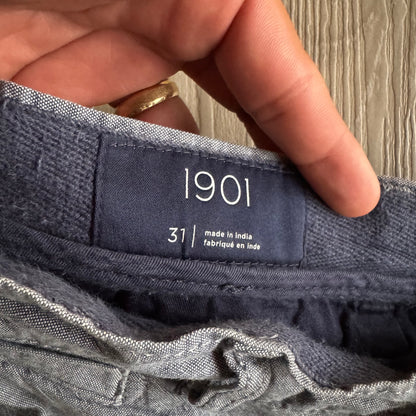 1901
31
made in india
fabriqué en inde